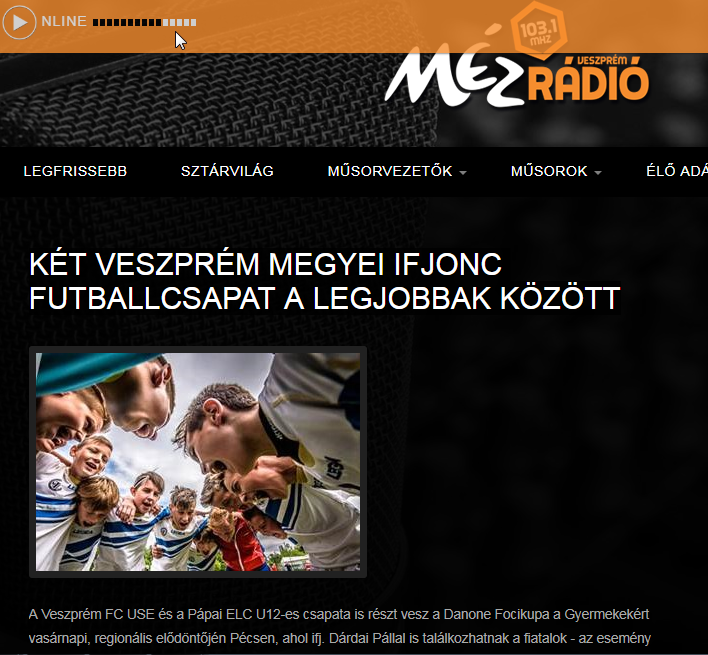 NLINE
103.1
MHZ
VESZPRÉM
MÉZ RÁDIÓ
LEGFRISSEBB SZTÁRVILÁG MŰSORVEZETŐK MŰSOROK ÉLŐ ADÁ
KÉT VESZPRÉM MEGYEI IFJONC
FUTBALLCSAPAT A LEGJOBBAK KÖZÖTT
A Veszprém FC USE és a Pápai ELC U12-es csapata is részt vesz a Danone Focikupa a Gyermekekért
vasárnapi, regionális elődöntőjén Pécsen, ahol ifj. Dárdai Pállal is találkozhatnak a fiatalok - az esemény